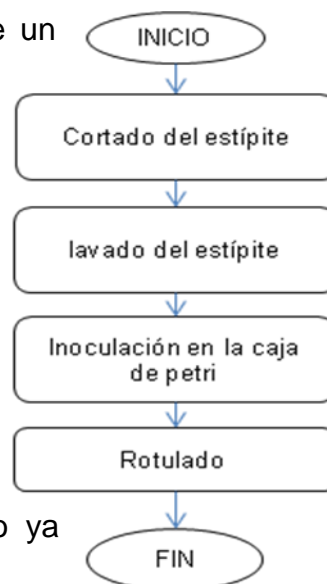 e un
INICIO
Cortado del estípite
lavado del estípite
Inoculación en la caja
de petri
Rotulado
o ya
FIN